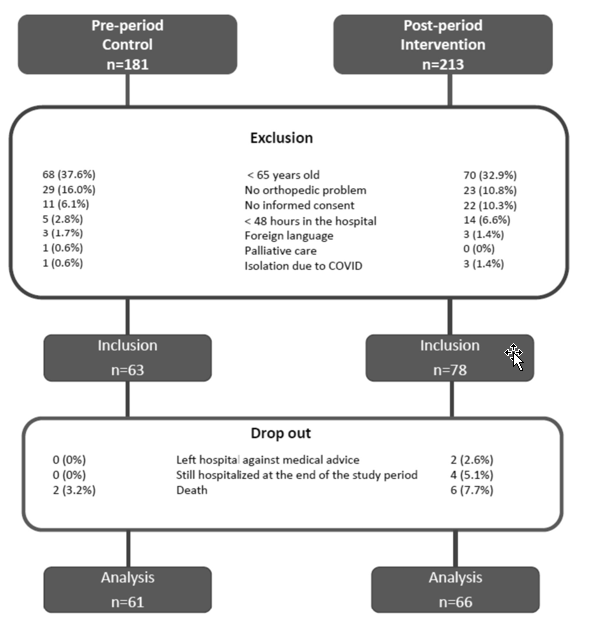 Pre-period
Control
n=181
Post-period
Intervention
n=213
Exclusion
68 (37.6%) < 65 years old 70 (32.9%)
29 (16.0%) No orthopedic problem 23 (10.8%)
11 (6.1%) No informed consent 22 (10.3%)
5 (2.8%) < 48 hours in the hospital 14 (6.6%)
3 (1.7%) Foreign language 3 (1.4%)
1 (0.6%) Palliative care 0 (0%)
1 (0.6%) Isolation due to COVID 3 (1.4%)
Inclusion
n=63
Inclusion
n=78
Drop out
0 (0%) Left hospital against medical advice 2 (2.6%)
0 (0%) Still hospitalized at the end of the study period 4 (5.1%)
2 (3.2%) Death 6 (7.7%)
Analysis
n=61
Analysis
n=66